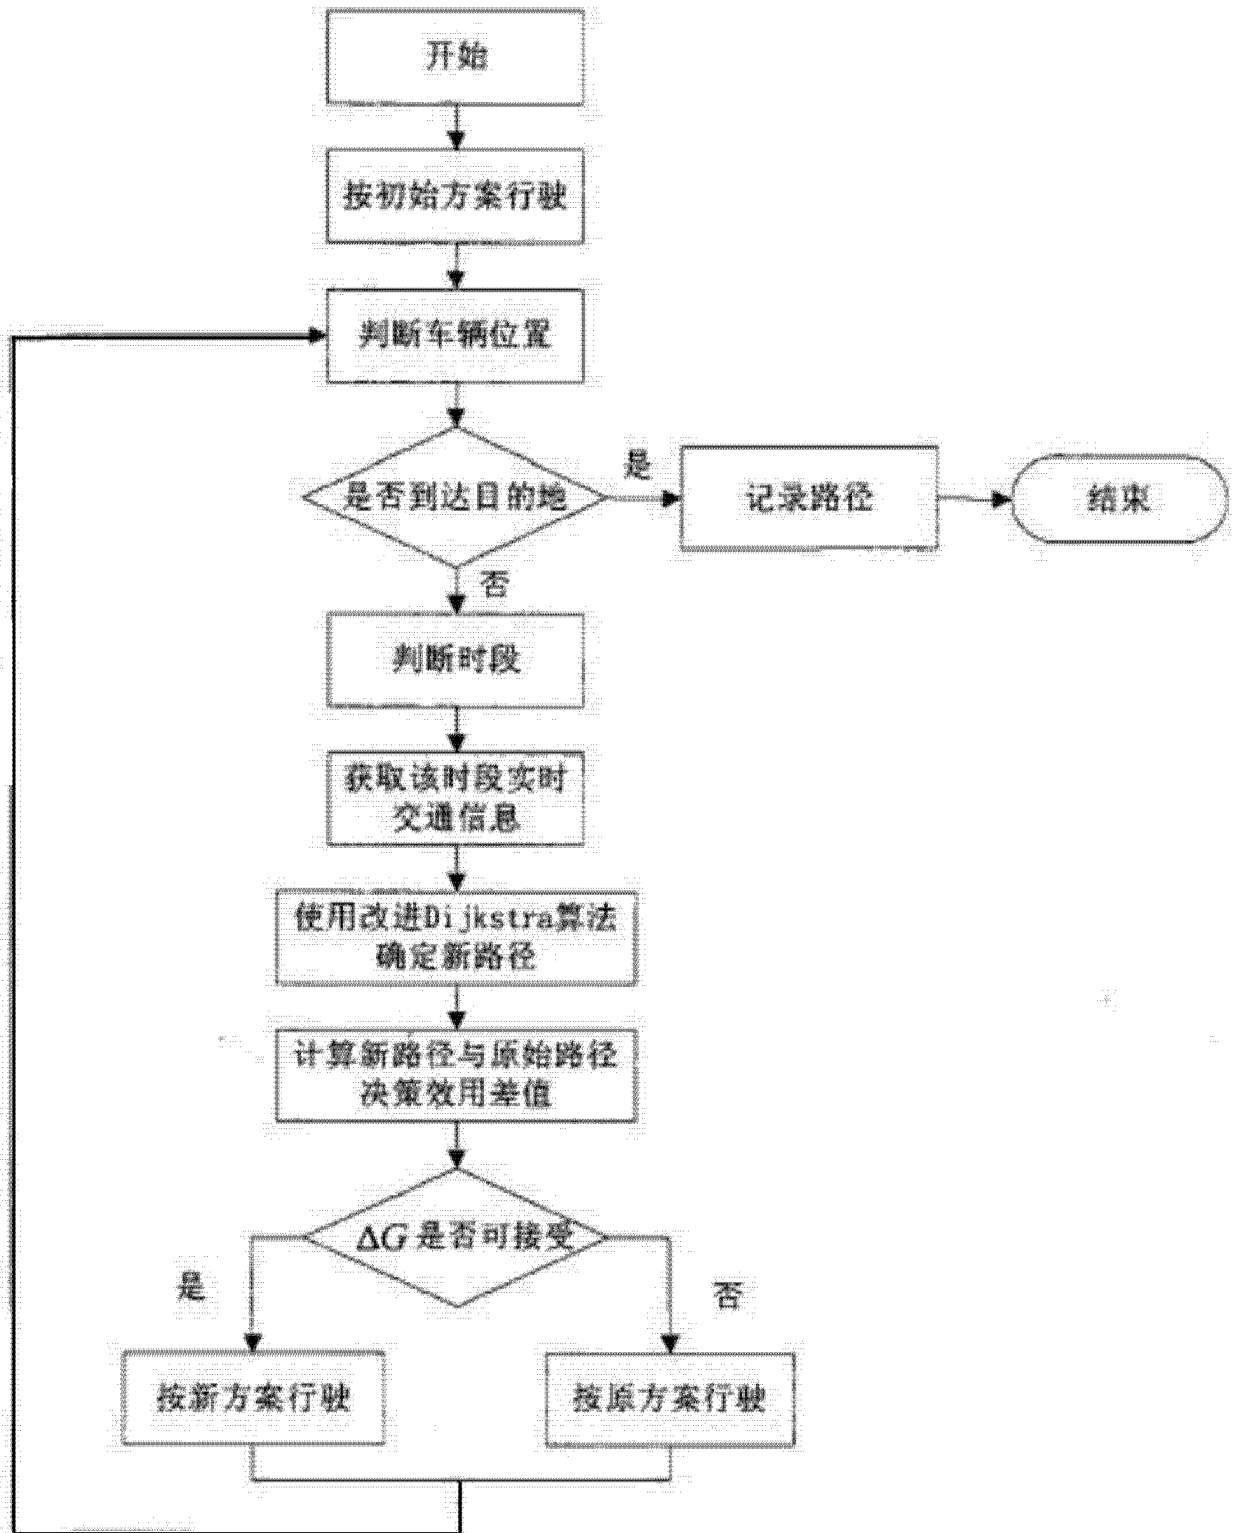 开始
按初始方案行驶
判断车辆位置
是否到达目的地
是
记录路径
结束
否
判断时段
获取该时段实时
交通信息
使用改进Dijkstra算法
确定新路径
计算新路径与原始路径
决策效用差值
ΔG 是否可接受
是
否
按新方案行驶
按原方案行驶